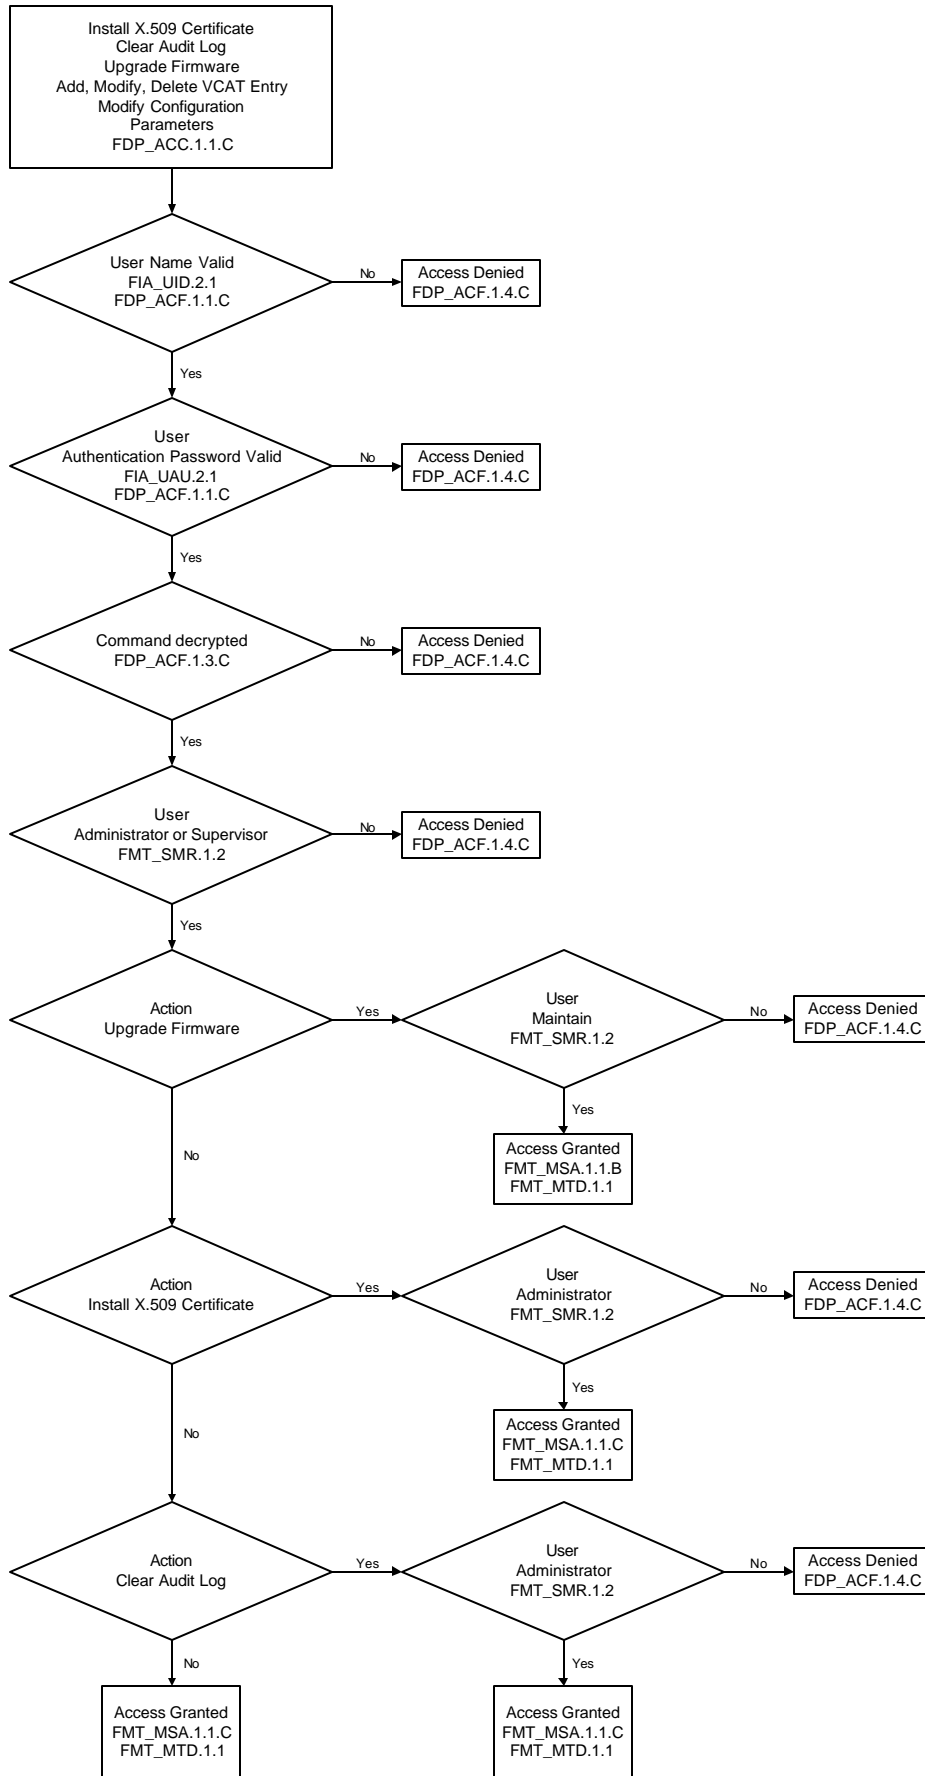 Install X.509 Certificate
Clear Audit Log
Upgrade Firmware
Add, Modify, Delete VCAT Entry
Modify Configuration
Parameters
FDP_ACC.1.1.C
User Name Valid
FIA_UID.2.1
FDP_ACF.1.1.C
No
Access Denied
FDP_ACF.1.4.C
Yes
User
Authentication Password Valid
FIA_UAU.2.1
FDP_ACF.1.1.C
No
Access Denied
FDP_ACF.1.4.C
Yes
Command decrypted
FDP_ACF.1.3.C
No
Access Denied
FDP_ACF.1.4.C
Yes
User
Administrator or Supervisor
FMT_SMR.1.2
No
Access Denied
FDP_ACF.1.4.C
Yes
Action
Upgrade Firmware
Yes
User
Maintain
FMT_SMR.1.2
No
Access Denied
FDP_ACF.1.4.C
Yes
Access Granted
FMT_MSA.1.1.B
FMT_MTD.1.1
No
Action
Install X.509 Certificate
Yes
User
Administrator
FMT_SMR.1.2
No
Access Denied
FDP_ACF.1.4.C
Yes
Access Granted
FMT_MSA.1.1.C
FMT_MTD.1.1
No
Action
Clear Audit Log
Yes
User
Administrator
FMT_SMR.1.2
No
Access Denied
FDP_ACF.1.4.C
No
Access Granted
FMT_MSA.1.1.C
FMT_MTD.1.1
Yes
Access Granted
FMT_MSA.1.1.C
FMT_MTD.1.1